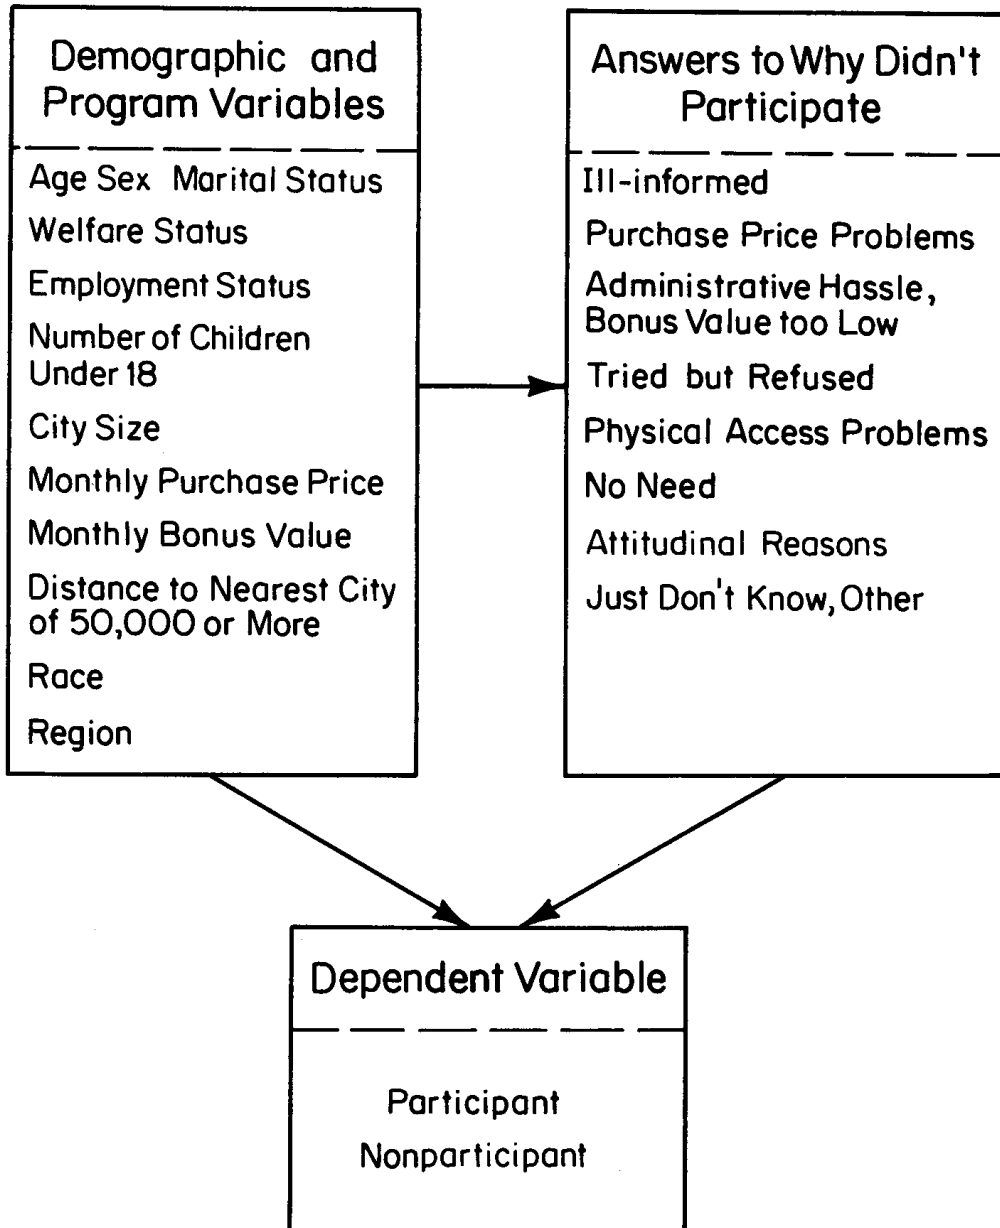 Demographic and
Program Variables
Age Sex Marital Status
Welfare Status
Employment Status
Number of Children
Under 18
City Size
Monthly Purchase Price
Monthly Bonus Value
Distance to Nearest City
of 50,000 or More
Race
Region
Answers to Why Didn't
Participate
Ill-informed
Purchase Price Problems
Administrative Hassle,
Bonus Value too Low
Tried but Refused
Physical Access Problems
No Need
Attitudinal Reasons
Just Don't Know, Other
Dependent Variable
Participant
Nonparticipant